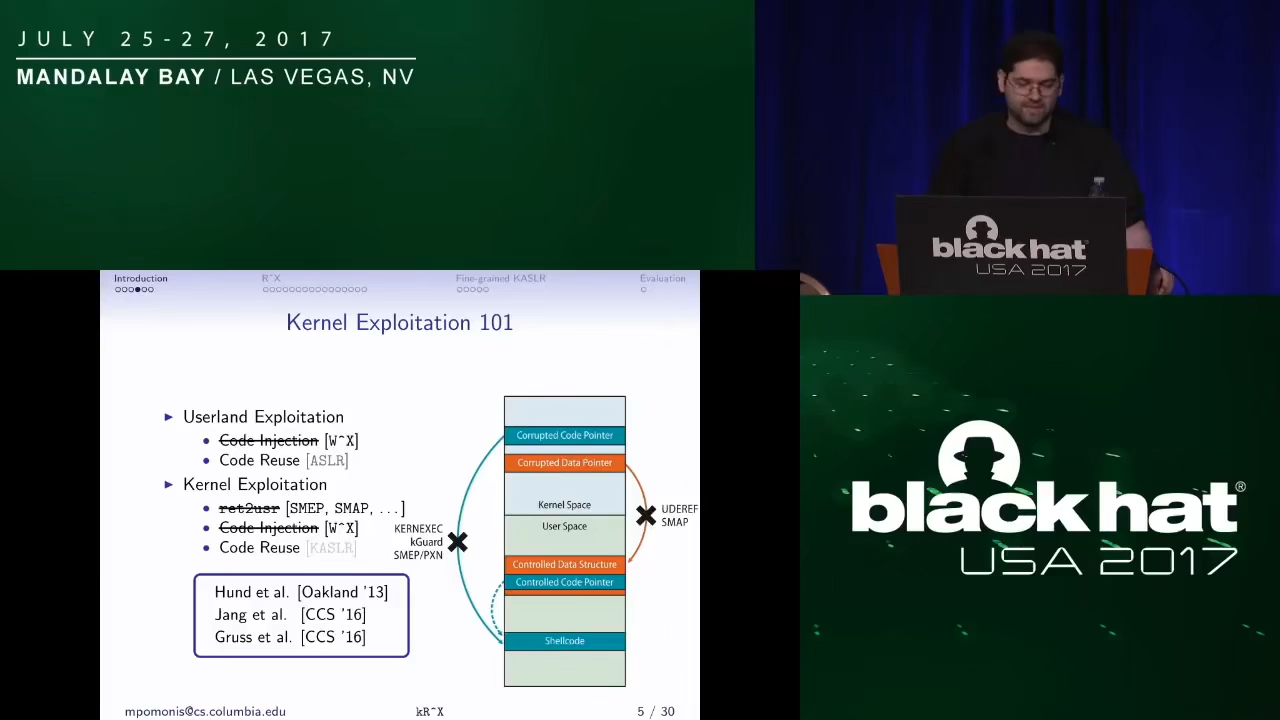 JULY 25-27, 2017
MANDALAY BAY / LAS VEGAS, NV
black hat
USA 2017
Introduction
R^X
Fine-grained KASLR
Evaluation
Kernel Exploitation 101
Userland Exploitation
Code Injection [W^X]
Code Reuse [ASLR]
Kernel Exploitation
ret2usr [SMEP, SMAP, ...]
Code Injection [W^X]
Code Reuse [KASLR]
Hund et al. [Oakland '13]
Jang et al. [CCS '16]
Gruss et al. [CCS '16]
KERNEXEC
kGuard
SMEP/PXN
Corrupted Code Pointer
Corrupted Data Pointer
Kernel Space
User Space
Controlled Data Structure
Controlled Code Pointer
Shellcode
UDEREF
SMAP
mpomonis@cs.columbia.edu
kR^X
5 / 30
black hat®
USA 2017